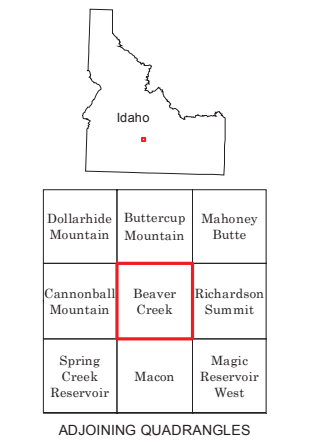 Idaho
Dollarhide
Mountain
Buttercup
Mountain
Mahoney
Butte
Cannonball
Mountain
Beaver
Creek
Richardson
Summit
Spring
Creek
Reservoir
Macon
Magic
Reservoir
West
ADJOINING QUADRANGLES